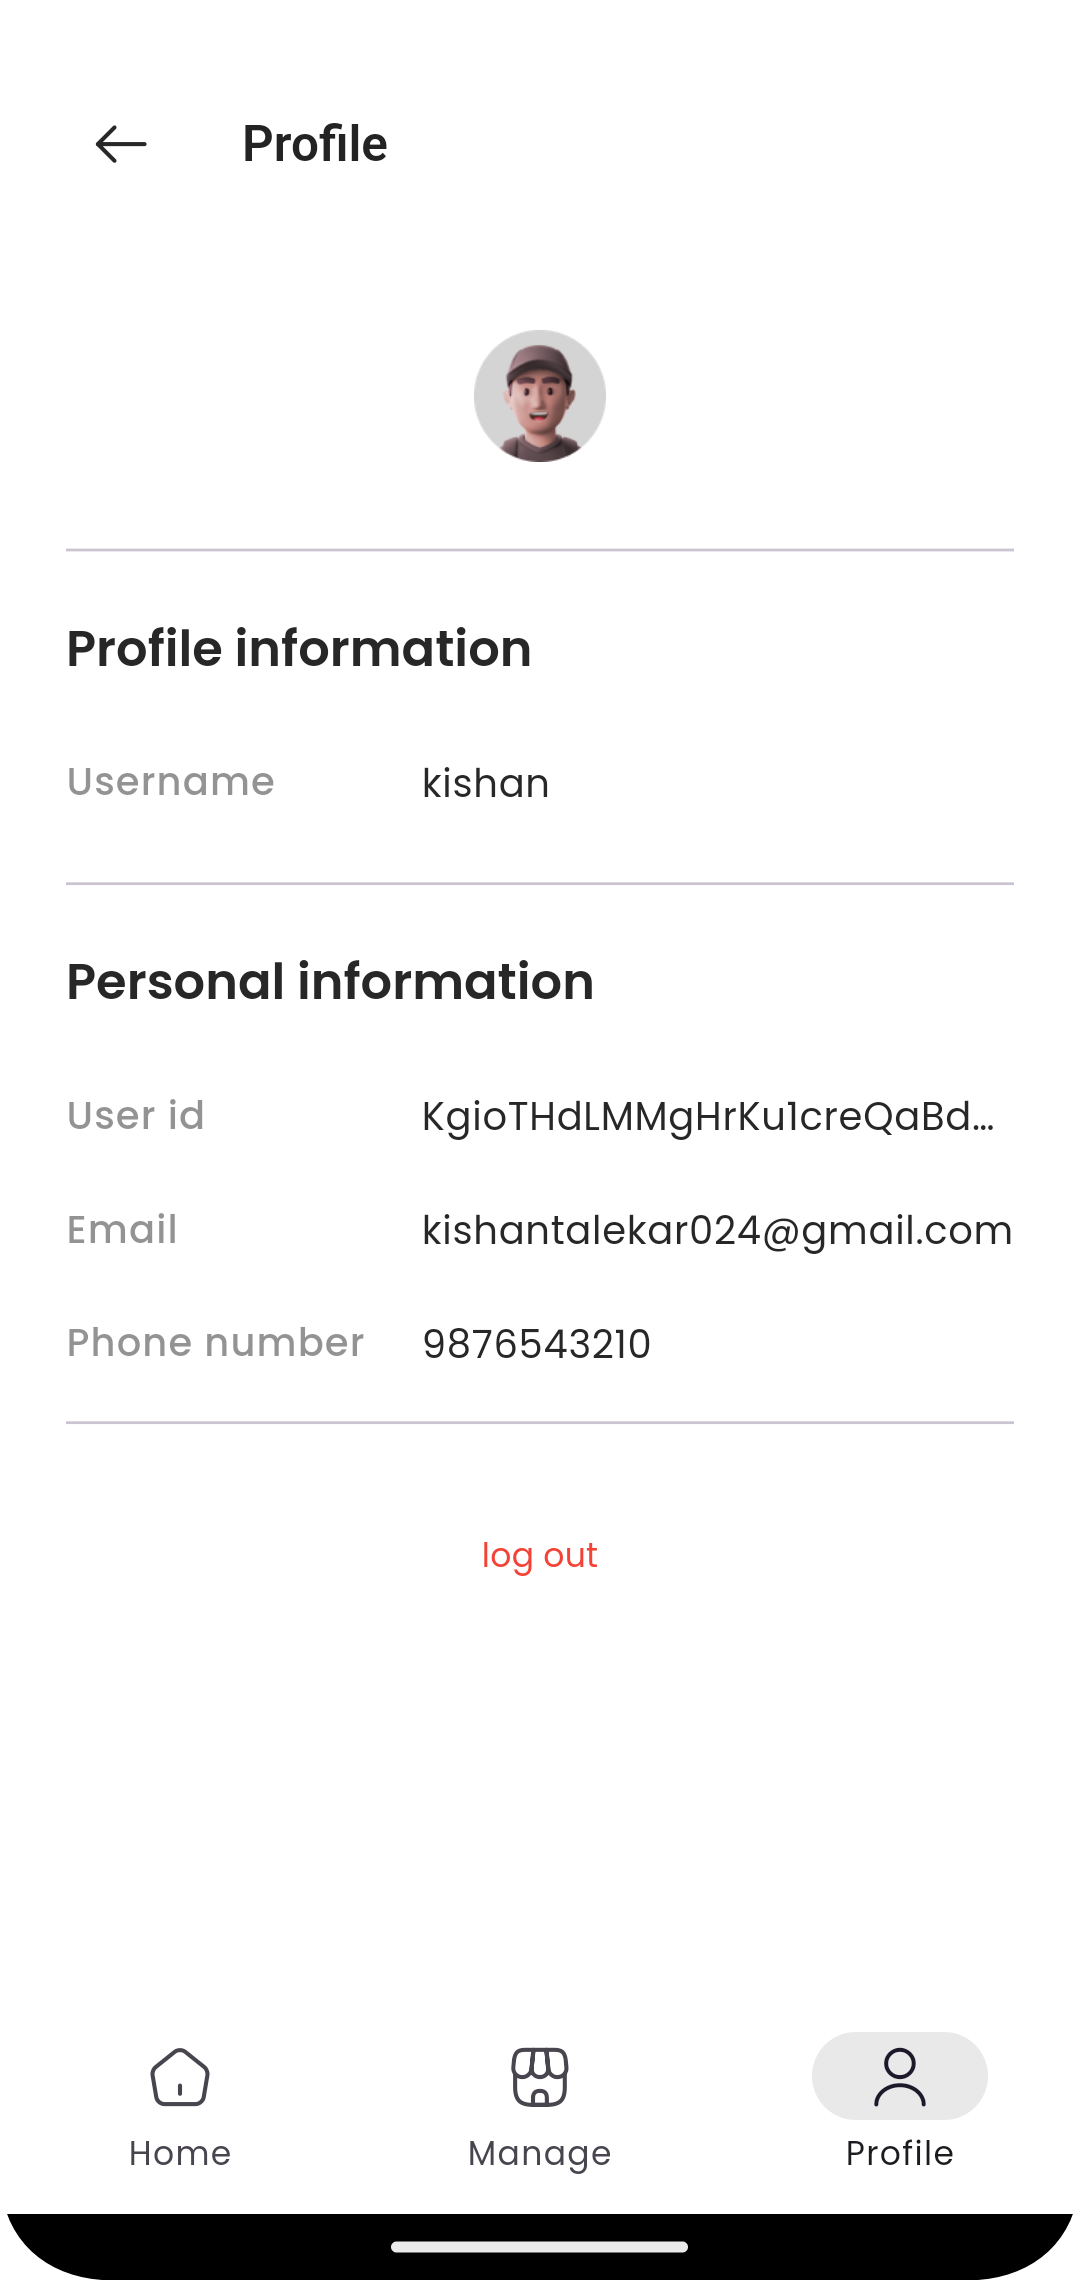 Profile
Profile information
Username kishan
Personal information
User id KgioTHdLMMgHrKu1creQaBd...
Email kishantalekar024@gmail.com
Phone number 9876543210
log out
Home Manage Profile